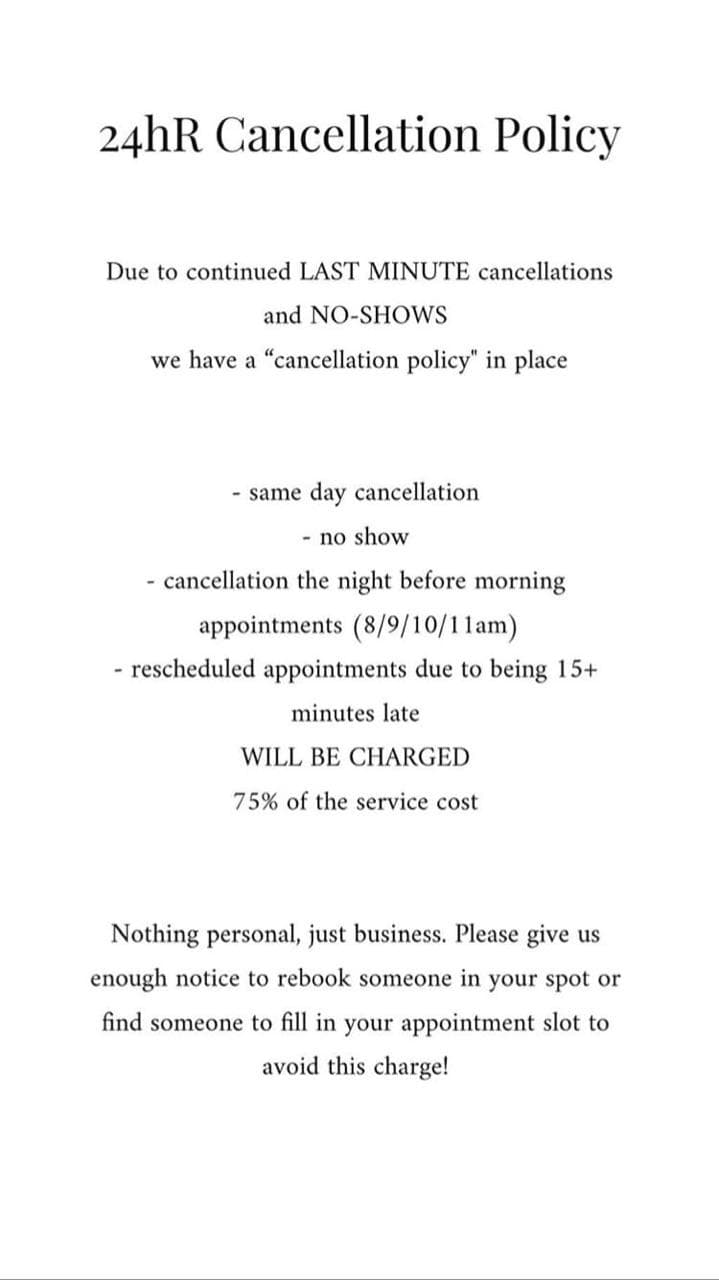 24hR Cancellation Policy
Due to continued LAST MINUTE cancellations
and NO-SHOWS
we have a “cancellation policy" in place
- same day cancellation
- no show
- cancellation the night before morning
appointments (8/9/10/11am)
- rescheduled appointments due to being 15+
minutes late
WILL BE CHARGED
75% of the service cost
Nothing personal, just business. Please give us
enough notice to rebook someone in your spot or
find someone to fill in your appointment slot to
avoid this charge!